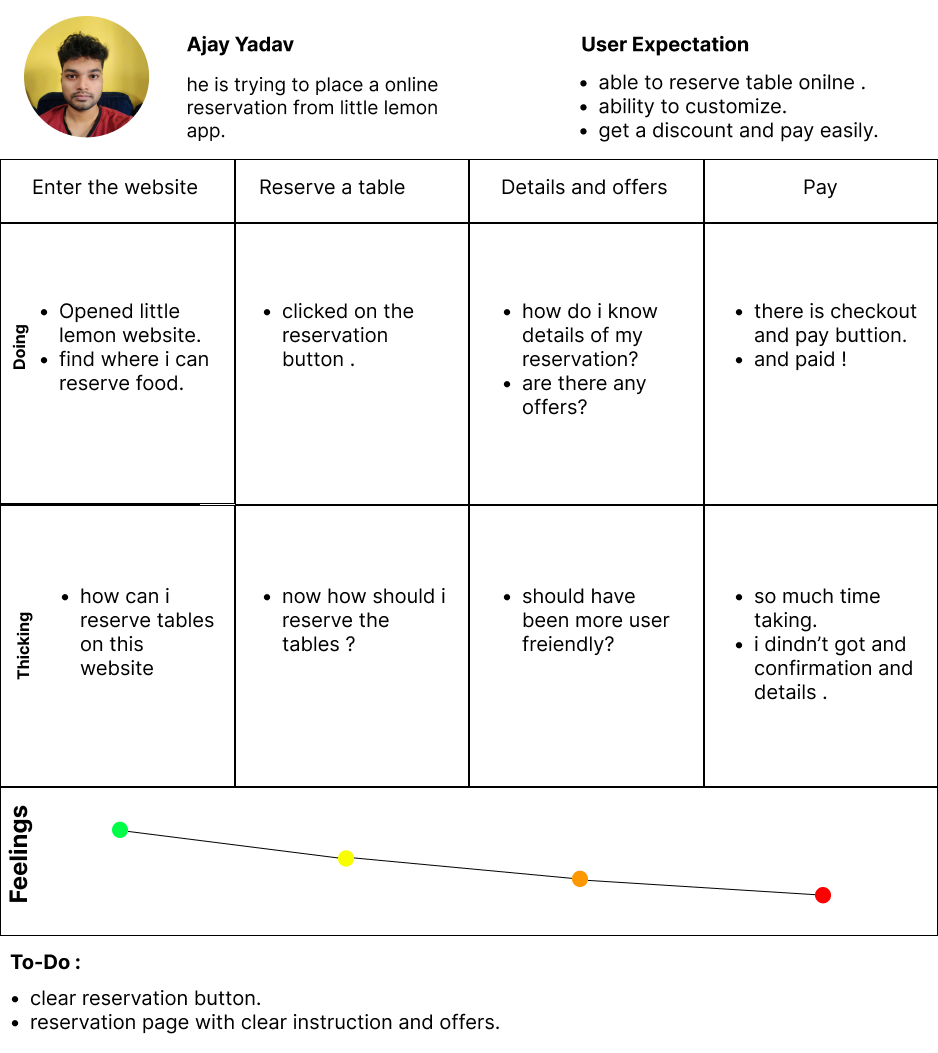 Ajay Yadav
he is trying to place a online
reservation from little lemon
app.
User Expectation
• able to reserve table onilne .
• ability to customize.
• get a discount and pay easily.
Enter the website
Reserve a table
Details and offers
Pay
Doing
• Opened little
lemon website.
• find where i can
reserve food.
• clicked on the
reservation
button .
• how do i know
details of my
reservation?
• are there any
offers?
• there is checkout
and pay buttion.
• and paid !
Thicking
• how can i
reserve tables
on this
website
• now how should i
reserve the
tables ?
• should have
been more user
freiendly?
• so much time
taking.
• i dindn’t got and
confirmation and
details .
Feelings
To-Do :
• clear reservation button.
• reservation page with clear instruction and offers.